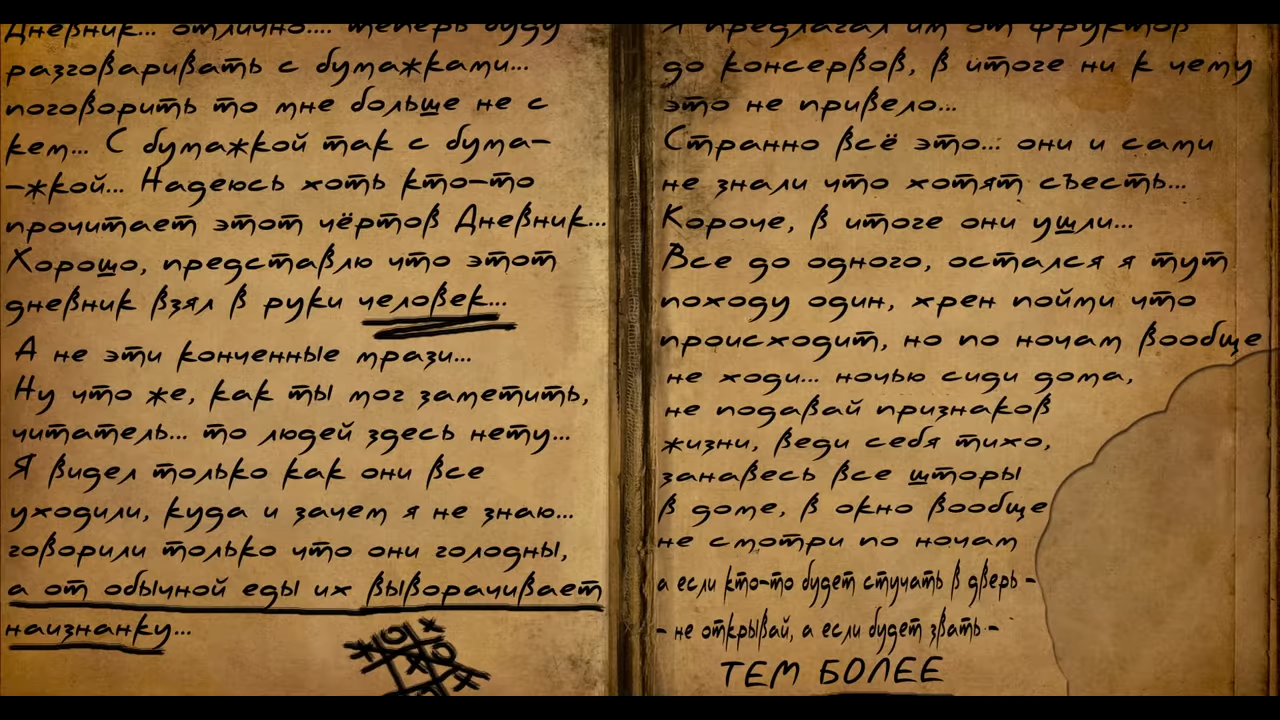 Дневник... отлично.... теперь буду
разговаривать с бумажками...
поговорить то мне больше не с
кем... С бумажкой так с бума-
-жкой... Надеюсь хоть кто-то
прочитает этот чёртов Дневник...
Хорошо, представлю что этот
дневник взял в руки человек...
А не эти конченные мрази...
Ну что же, как ты мог заметить,
читатель... то людей здесь нету...
Я видел только как они все
уходили, куда и зачем я не знаю...
говорили только что они голодны,
а от обычной еды их выворачивает
наизнанку...
Я предлагал им от фруктов
до консервов, в итоге ни к чему
это не привело...
Странно всё это... они и сами
не знали что хотят съесть...
Короче, в итоге они ушли...
Все до одного, остался я тут
походу один, хрен пойми что
происходит, но по ночам вообще
не ходи... ночью сиди дома,
не подавай признаков
жизни, веди себя тихо,
занавесь все шторы
в доме, в окно вообще
не смотри по ночам
а если кто-то будет стучать в дверь -
- не открывай, а если будет звать -
ТЕМ БОЛЕЕ